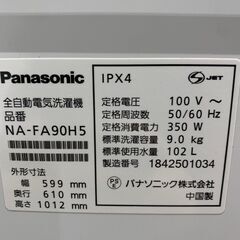 Panasonic
全自動電気洗濯機
品番
NA-FA90H5
外形寸法
幅 599 mm
奥行 610 mm
高さ 1012 mm
IPX4
S JET
定格電圧 100 V ~
定格周波数 50/60 Hz
定格消費電力 350 W
標準洗濯容量 9.0 kg
標準使用水量 102 L
製造番号 1842501034
PS E
パナソニック株式会社
中国製